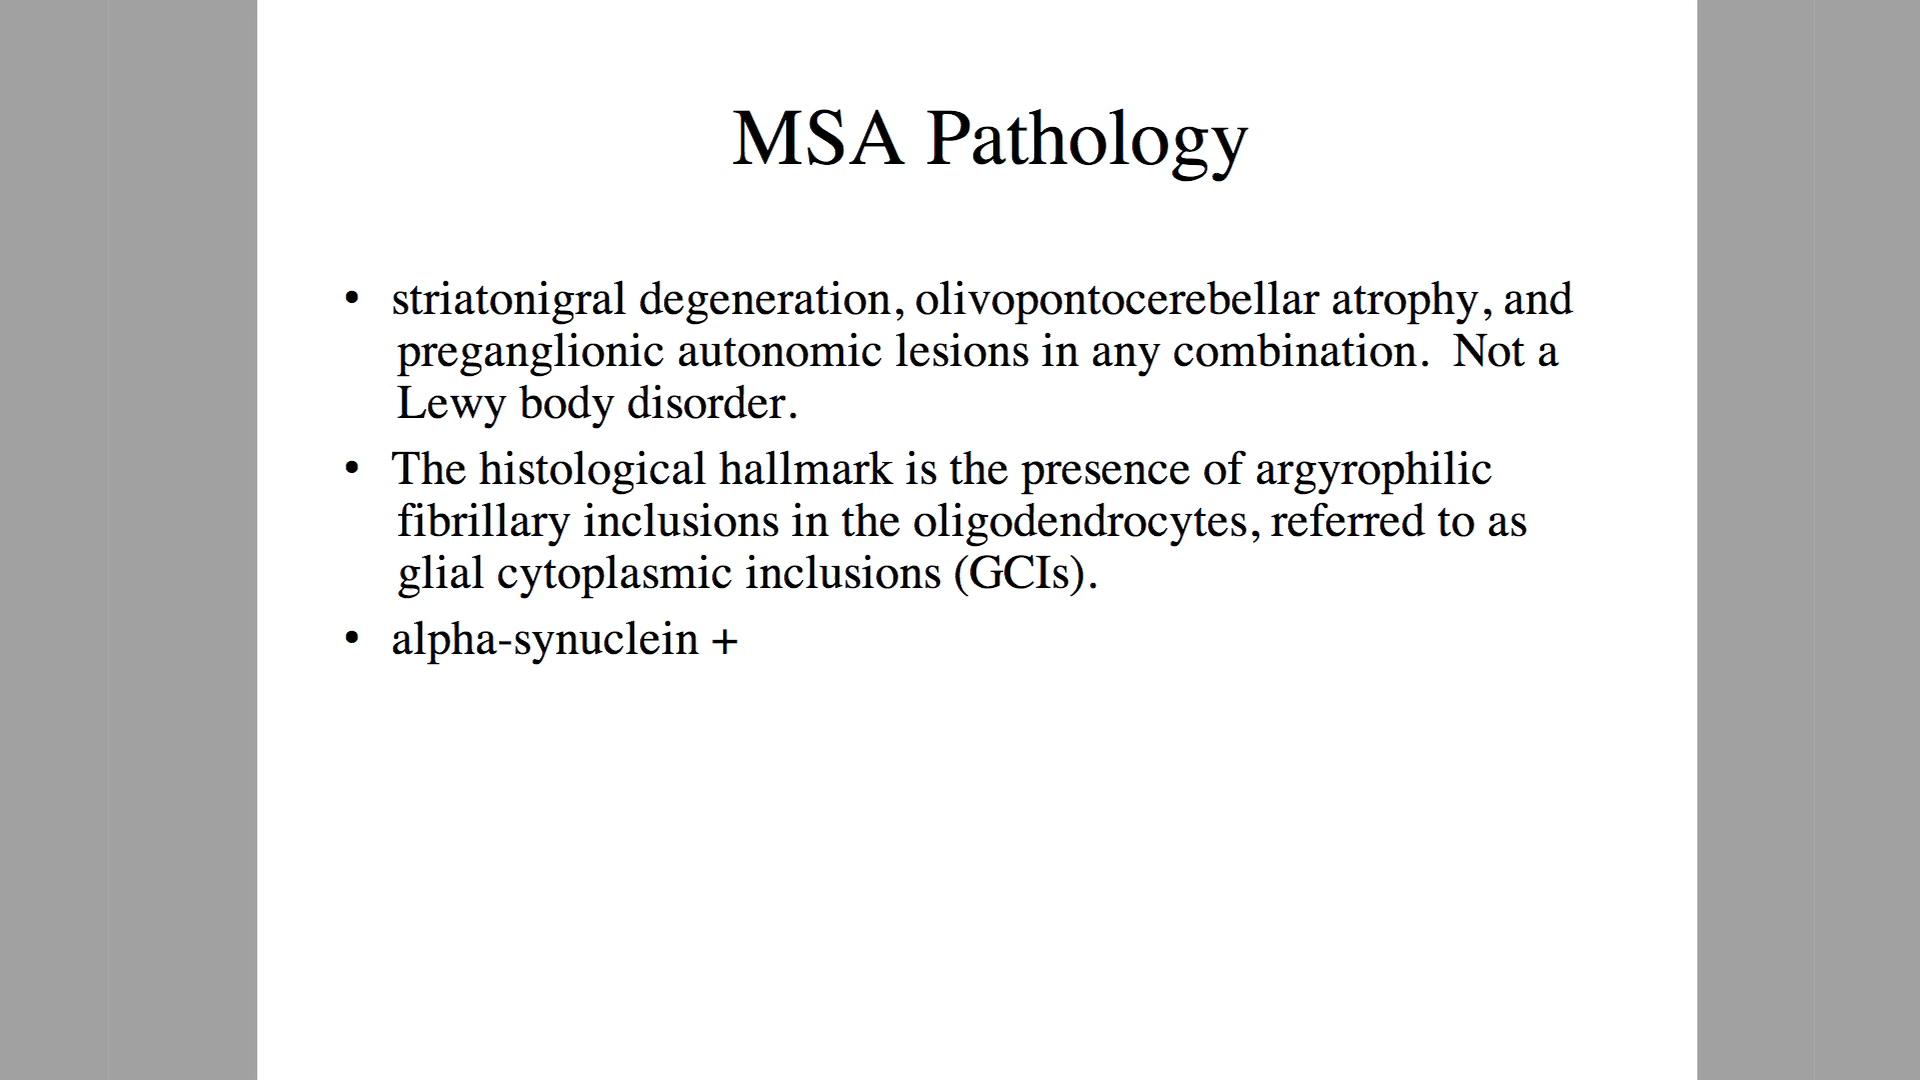 MSA Pathology
• striatonigral degeneration, olivopontocerebellar atrophy, and
preganglionic autonomic lesions in any combination.  Not a
Lewy body disorder.
• The histological hallmark is the presence of argyrophilic
fibrillary inclusions in the oligodendrocytes, referred to as
glial cytoplasmic inclusions (GCIs).
• alpha-synuclein +